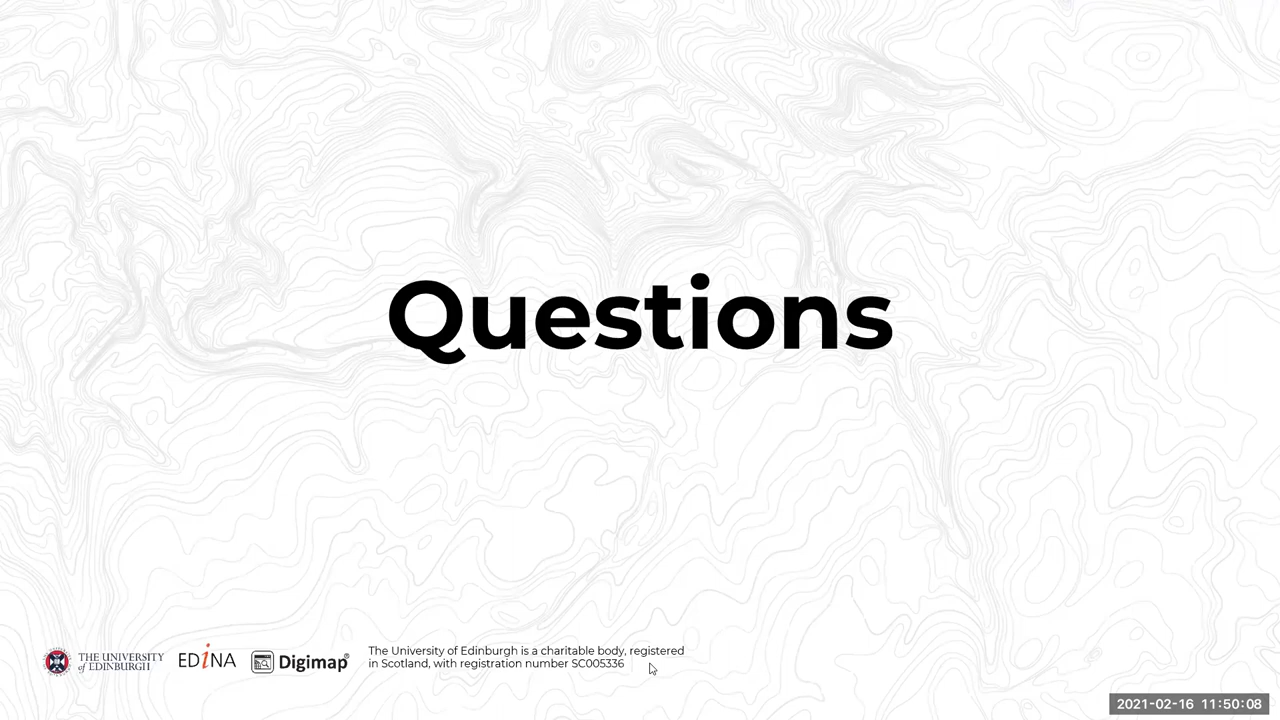 Questions
THE UNIVERSITY
of EDINBURGH
EDiNA
Digimap®
The University of Edinburgh is a charitable body, registered
in Scotland, with registration number SC005336
2021-02-16 11:50:08